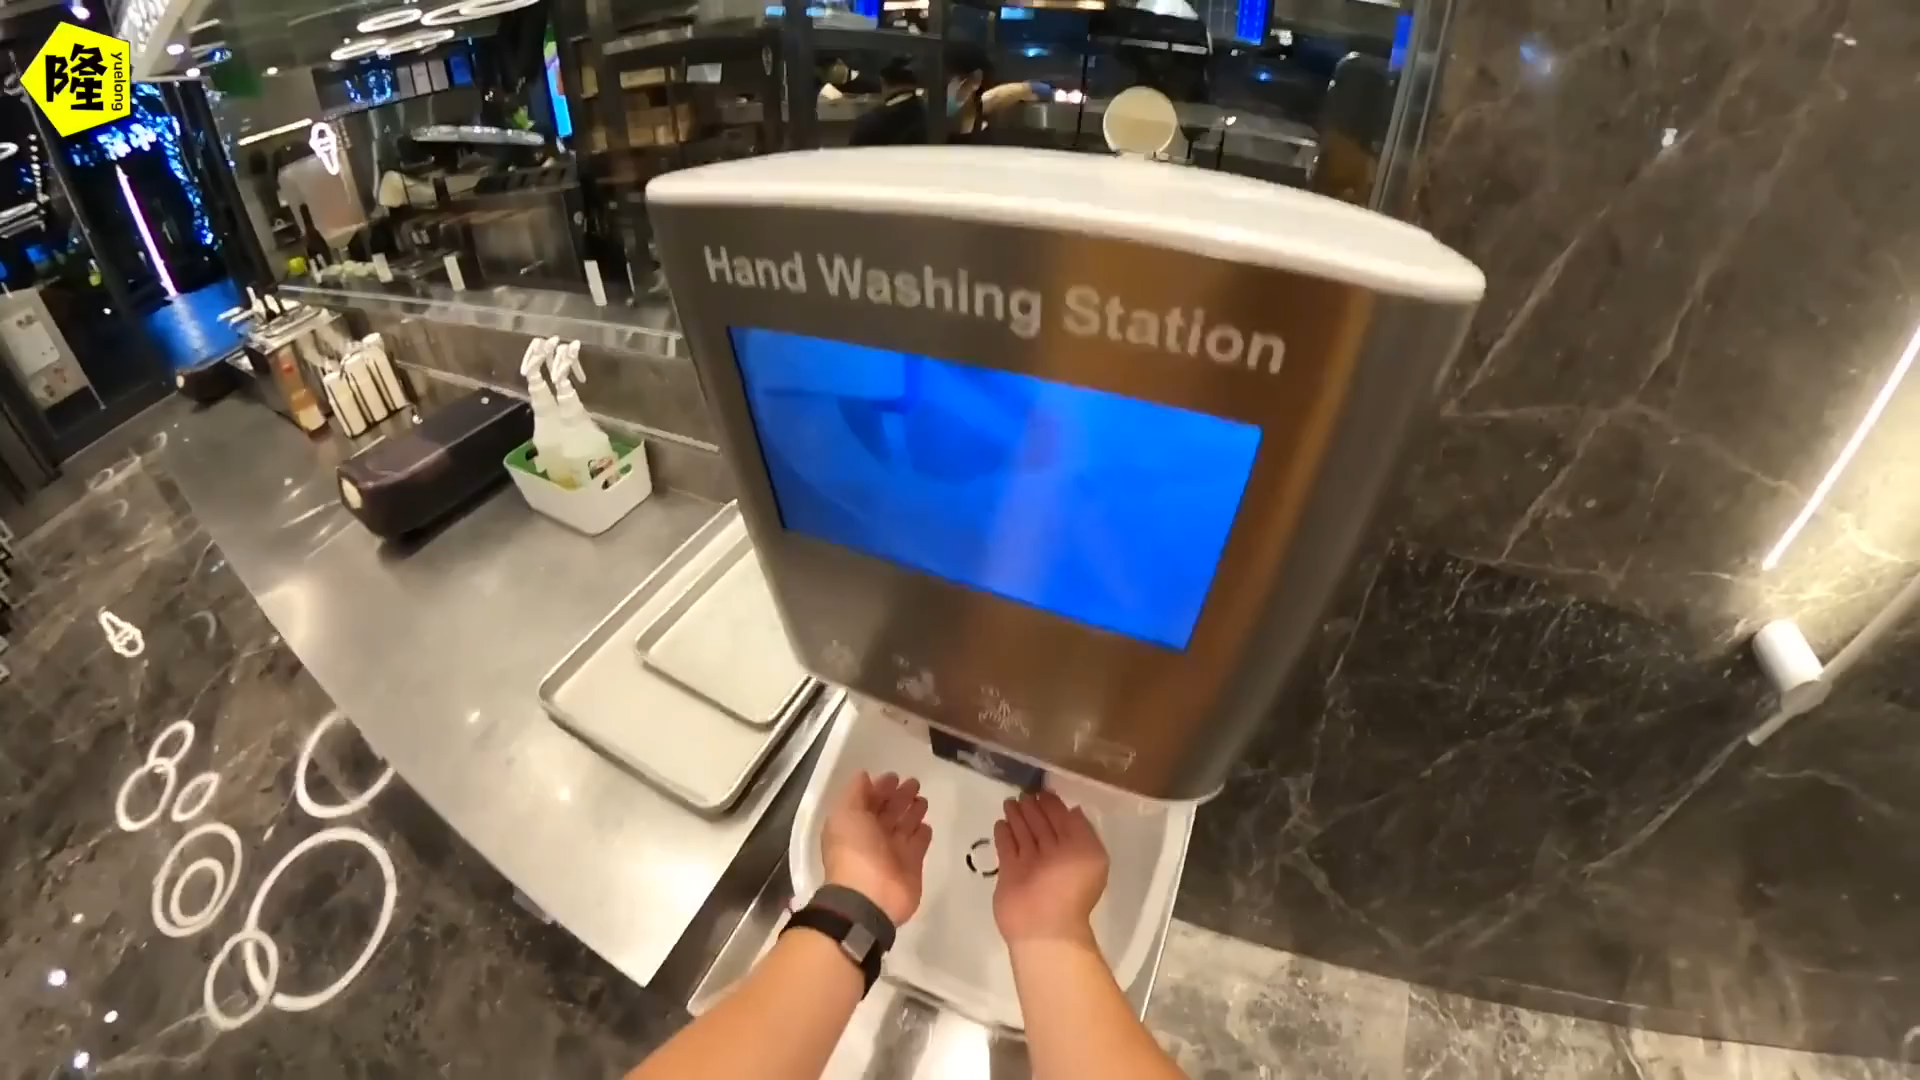 隆
yuelong
Hand Washing Station